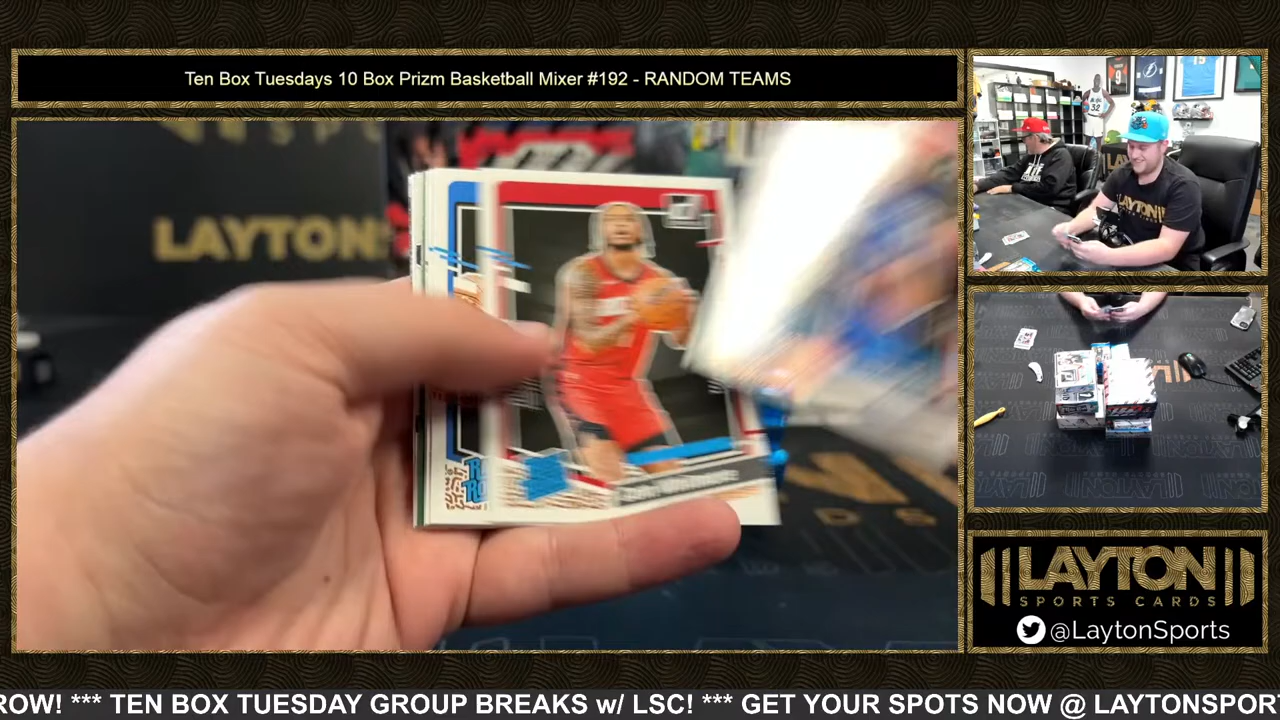 Ten Box Tuesdays 10 Box Prizm Basketball Mixer #192 - RANDOM TEAMS
LAYTON
LAYTON
SPORTS CARDS
@LaytonSports
ROW! *** TEN BOX TUESDAY GROUP BREAKS w/ LSC! *** GET YOUR SPOTS NOW @ LAYTONSPOR